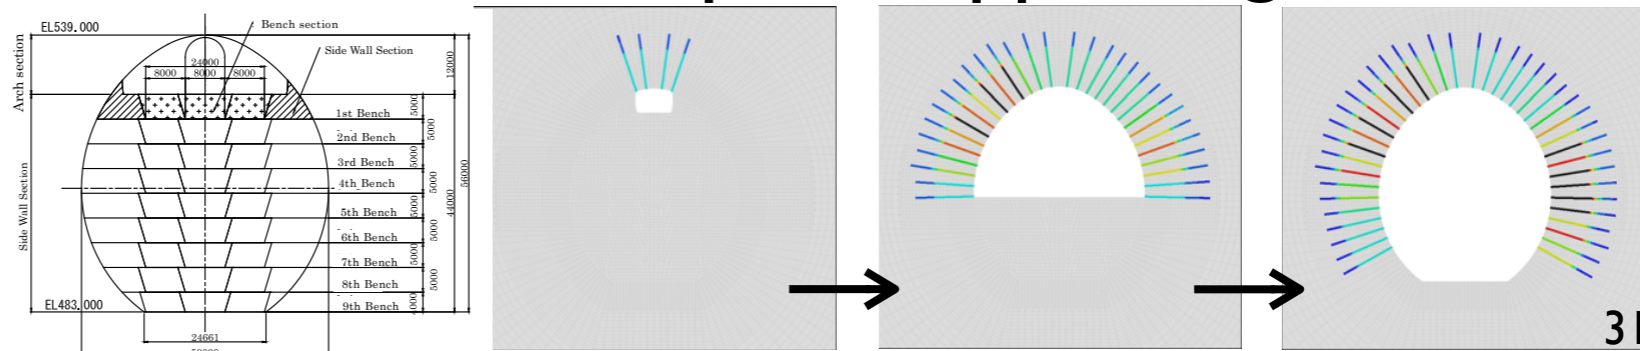 EL539.000
Bench section
Side Wall Section
Arch section
24000
8000
8000
8000
12000
5000
1st Bench
2nd Bench
5000
3rd Bench
5000
4th Bench
5000
5th Bench
6th Bench
5000
7th Bench
5000
8th Bench
5000
9th Bench
44000
56000
Side Wall Section
EL483.000
24661